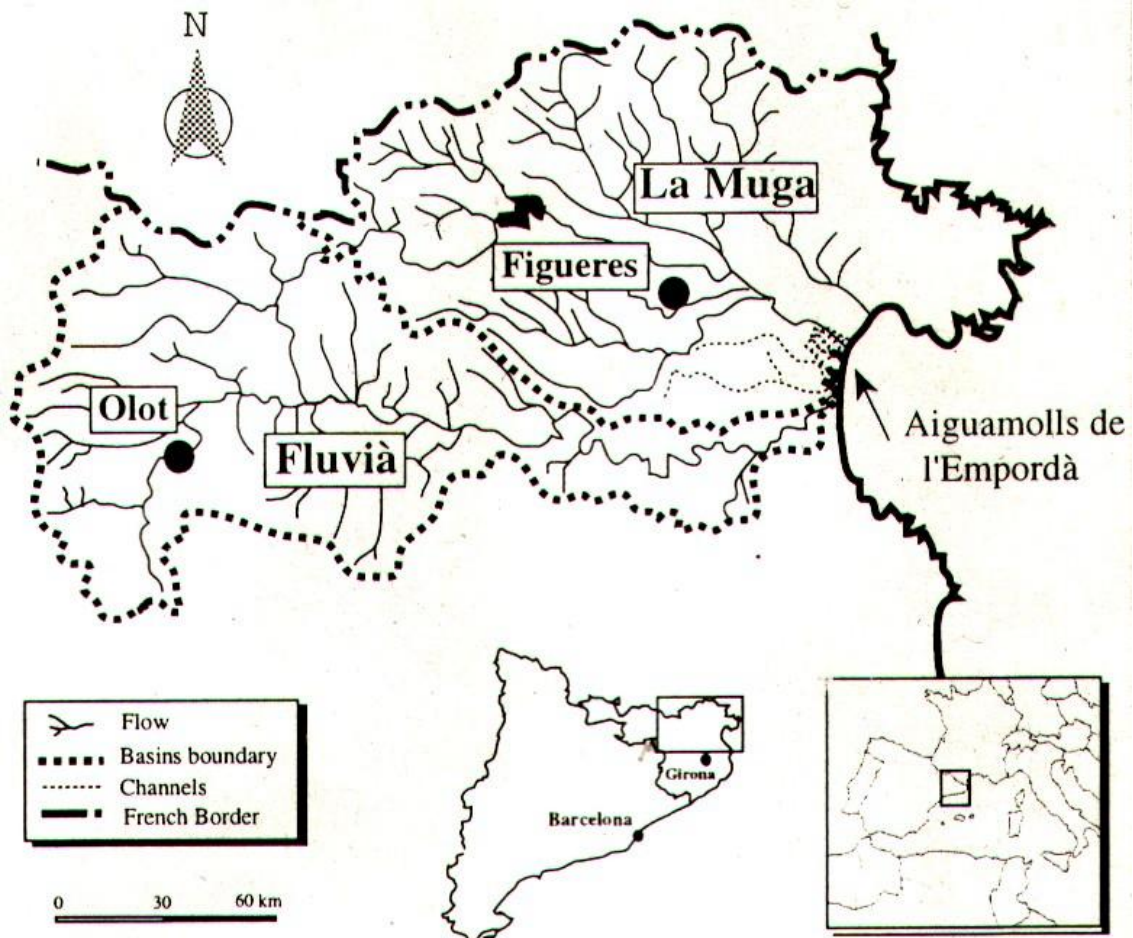 N
La Muga
Figueres
Olot
Fluvià
Aiguamolls de
l'Empordà
Flow
Basins boundary
Channels
French Border
0 30 60 km
Girona
Barcelona